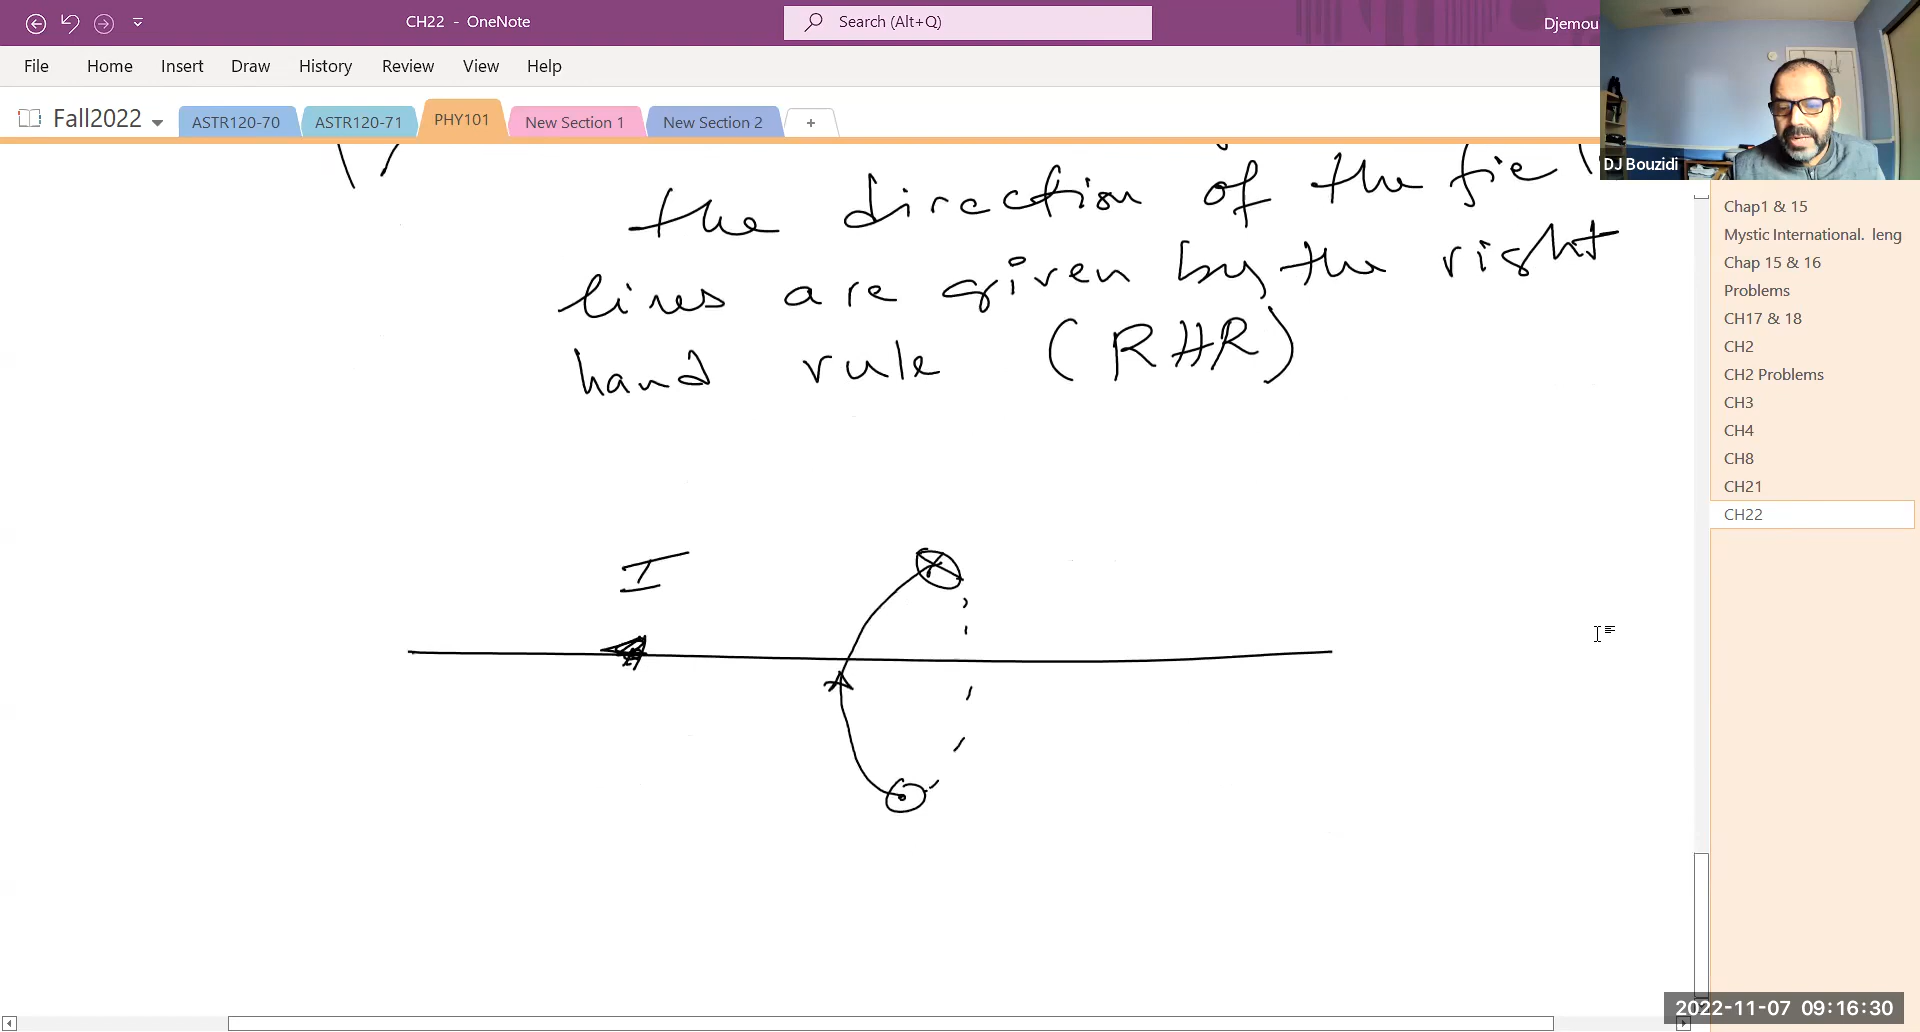 CH22 - OneNote
Search (Alt+Q)
Djemou
File Home Insert Draw History Review View Help
Fall2022
ASTR120-70
ASTR120-71
PHY101
New Section 1
New Section 2
+
DJ Bouzidi
the direction of the fiel
lines are given by the right
hand rule (RHR)
I
Chap1 & 15
Mystic International. leng
Chap 15 & 16
Problems
CH17 & 18
CH2
CH2 Problems
CH3
CH4
CH8
CH21
CH22
2022-11-07 09:16:30